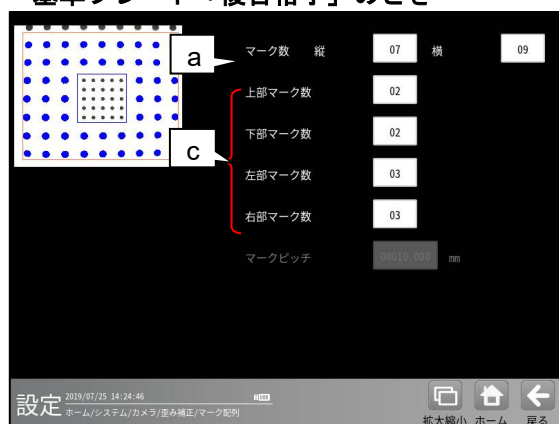 基準プレート「複合格子」のとき
a
マーク数 縦 07 横 09
上部マーク数 02
下部マーク数 02
c
左部マーク数 03
右部マーク数 03
マークピッチ 00010.000 mm
設定 2019/07/25 14:24:46
ホーム/システム/カメラ/歪み補正/マーク配列
拡大縮小 ホーム 戻る